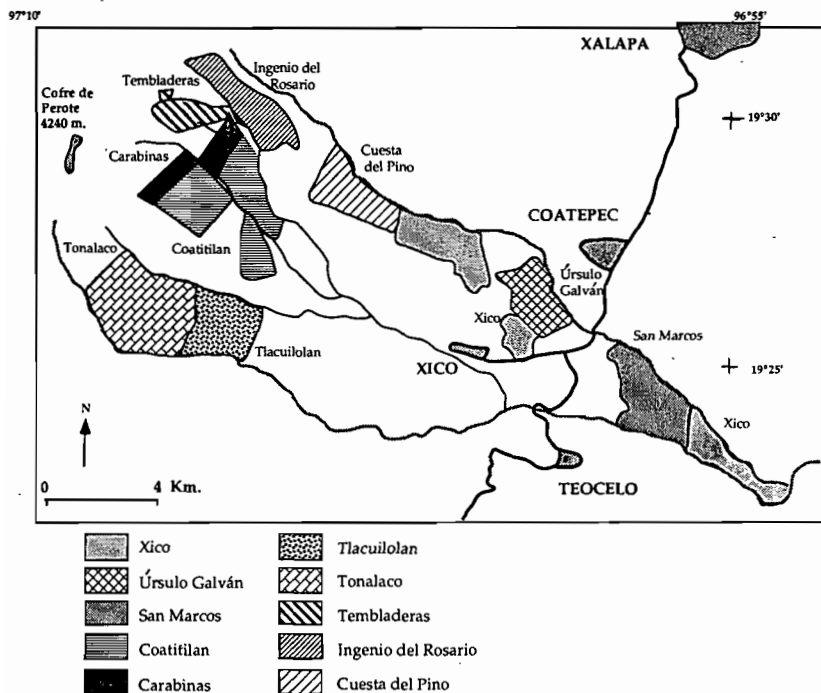 97°10'
96°55'
XALAPA
Ingenio del
Rosario
Tembladeras
Cofre de
Perote
4240 m.
19°30'
Carabinas
Cuesta
del Pino
COATEPEC
Coatitilan
Tonalaco
Úrsulo
Galván
Xico
San Marcos
Tlacuilolan
XICO
19°25'
Xico
N
TEOCELO
0 4 Km.
Xico
Úrsulo Galván
San Marcos
Coatitilan
Carabinas
Tlacuilolan
Tonalaco
Tembladeras
Ingenio del Rosario
Cuesta del Pino